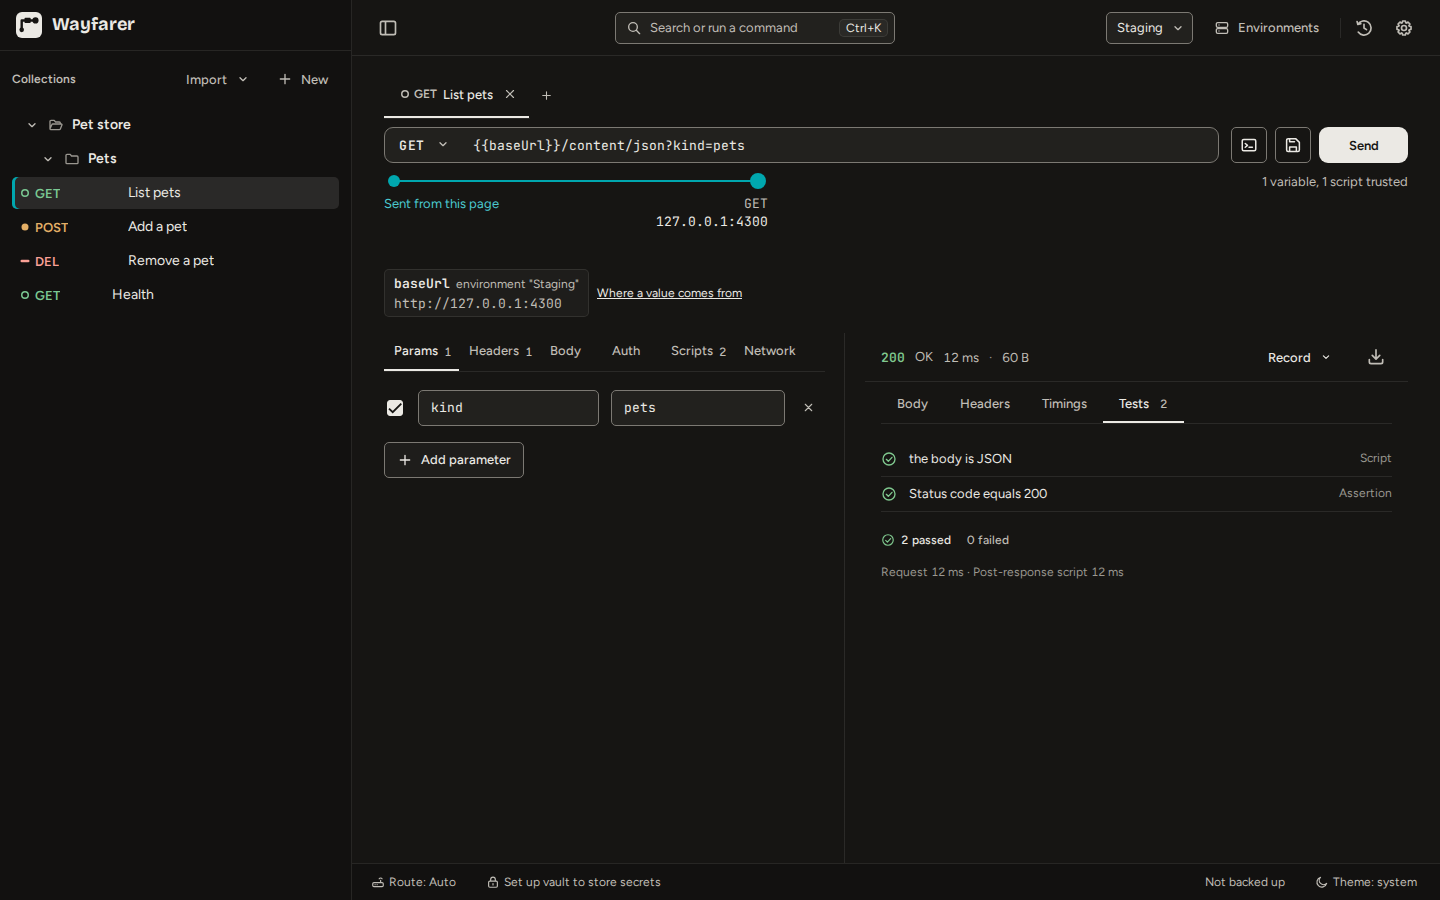 Wayfarer
Search or run a command Ctrl+K
Staging
Environments
Collections Import New
Pet store
Pets
GET List pets
POST Add a pet
DEL Remove a pet
GET Health
GET List pets
GET {{baseUrl}}/content/json?kind=pets
Send
1 variable, 1 script trusted
Sent from this page
GET
127.0.0.1:4300
baseUrl environment "Staging"
http://127.0.0.1:4300
Where a value comes from
Params 1 Headers 1 Body Auth Scripts 2 Network
kind pets
Add parameter
200 OK 12 ms · 60 B
Record
Body Headers Timings Tests 2
the body is JSON Script
Status code equals 200 Assertion
2 passed 0 failed
Request 12 ms · Post-response script 12 ms
Route: Auto Set up vault to store secrets Not backed up Theme: system